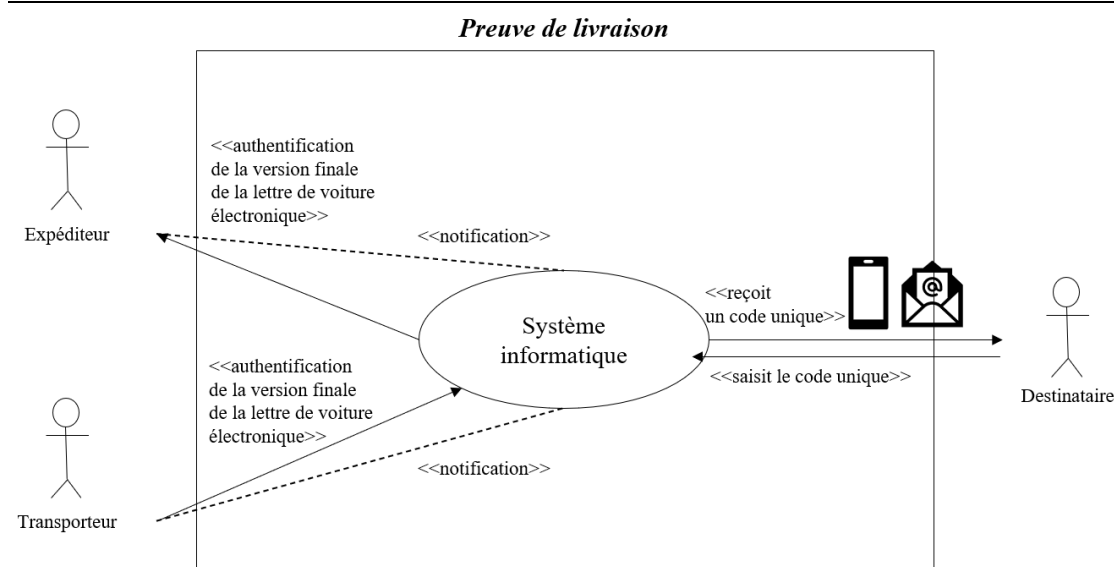 Preuve de livraison
<<authentification
de la version finale
de la lettre de voiture
électronique>>
Expéditeur
<<notification>>
<<reçoit
un code unique>>
@
Système
informatique
<<authentification
de la version finale
de la lettre de voiture
électronique>>
<<saisit le code unique>>
Destinataire
<<notification>>
Transporteur